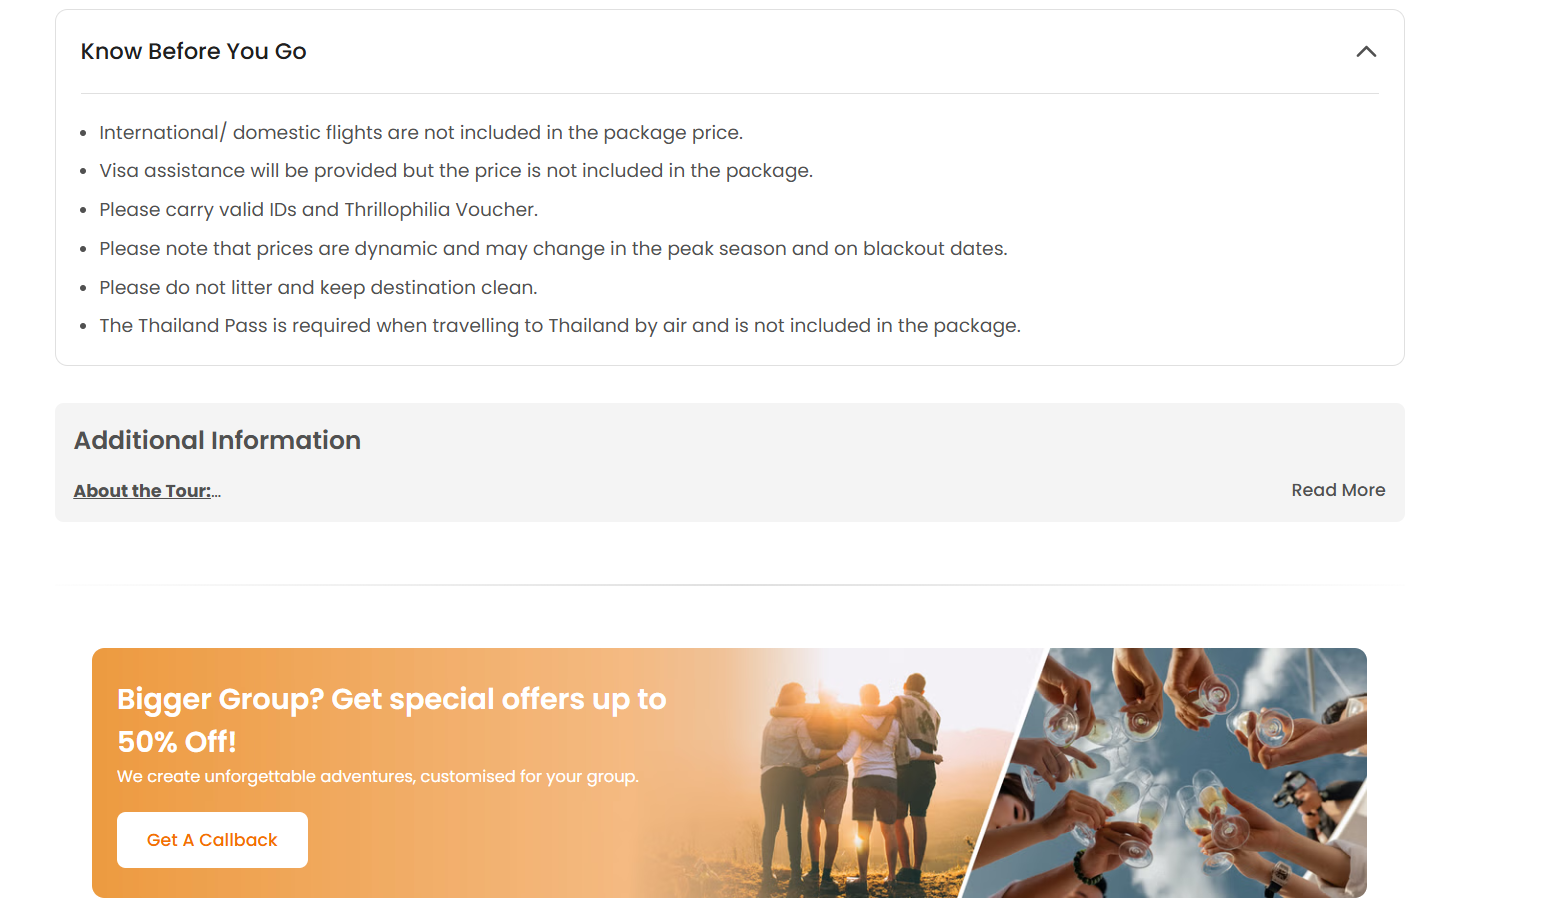 Know Before You Go
International/ domestic flights are not included in the package price.
Visa assistance will be provided but the price is not included in the package.
Please carry valid IDs and Thrillophilia Voucher.
Please note that prices are dynamic and may change in the peak season and on blackout dates.
Please do not litter and keep destination clean.
The Thailand Pass is required when travelling to Thailand by air and is not included in the package.
Additional Information
About the Tour:...
Read More
Bigger Group? Get special offers up to
50% Off!
We create unforgettable adventures, customised for your group.
Get A Callback